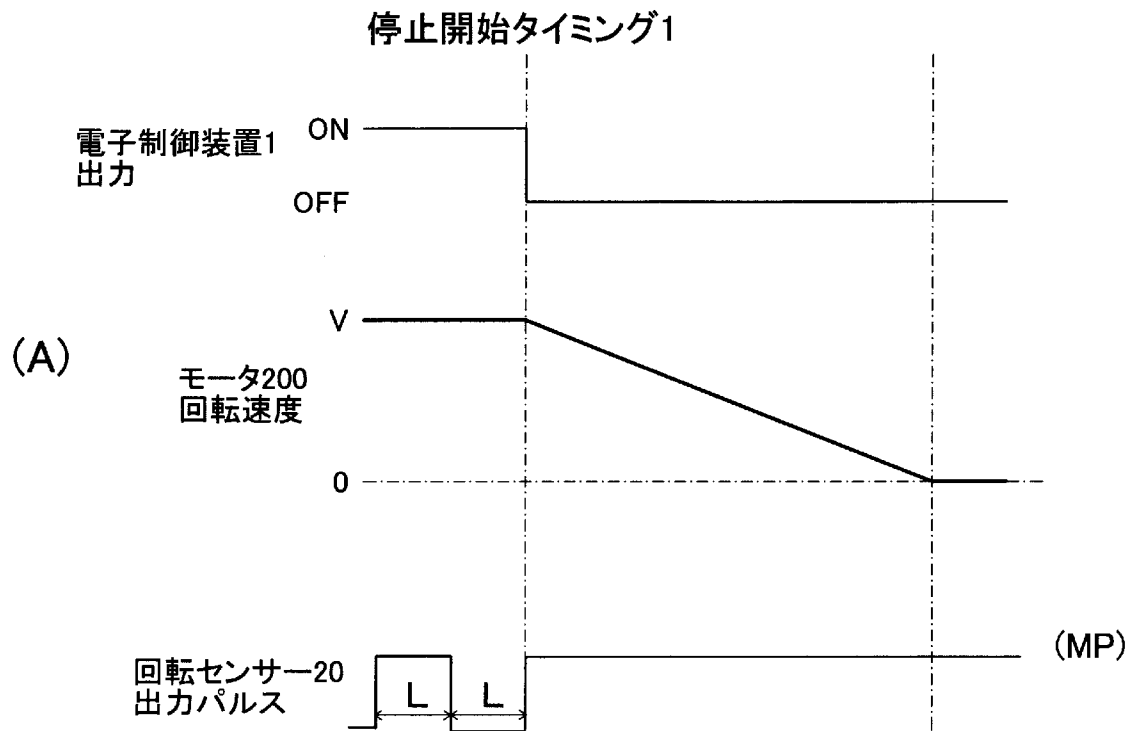 停止開始タイミング1
電子制御装置1
出力
ON
OFF
(A)
モータ200
回転速度
V
0
回転センサー20
出力パルス
L
L
(MP)